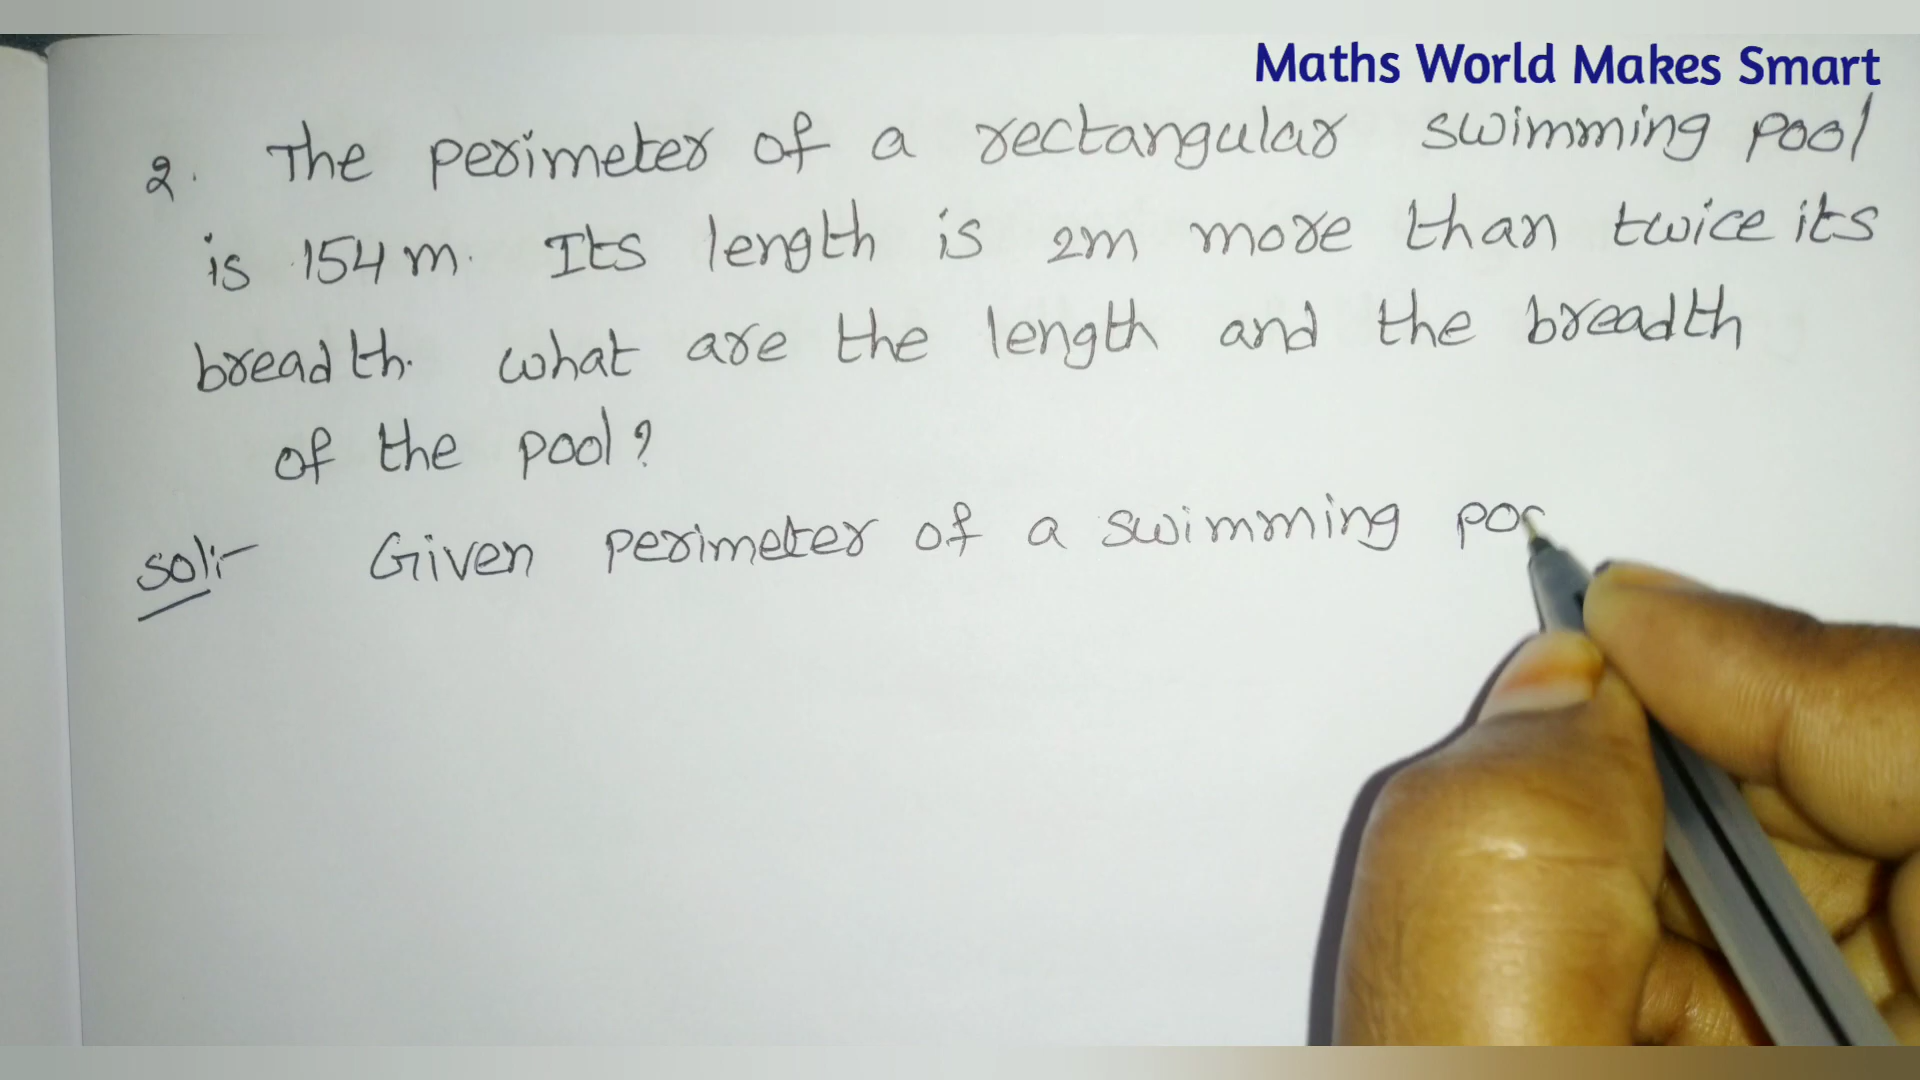 Maths World Makes Smart
2. The perimeter of a rectangular swimming pool
is 154 m. Its length is 2m more than twice its
breadth. what are the length and the breadth
of the pool?
Sol:- Given perimeter of a swimming poo